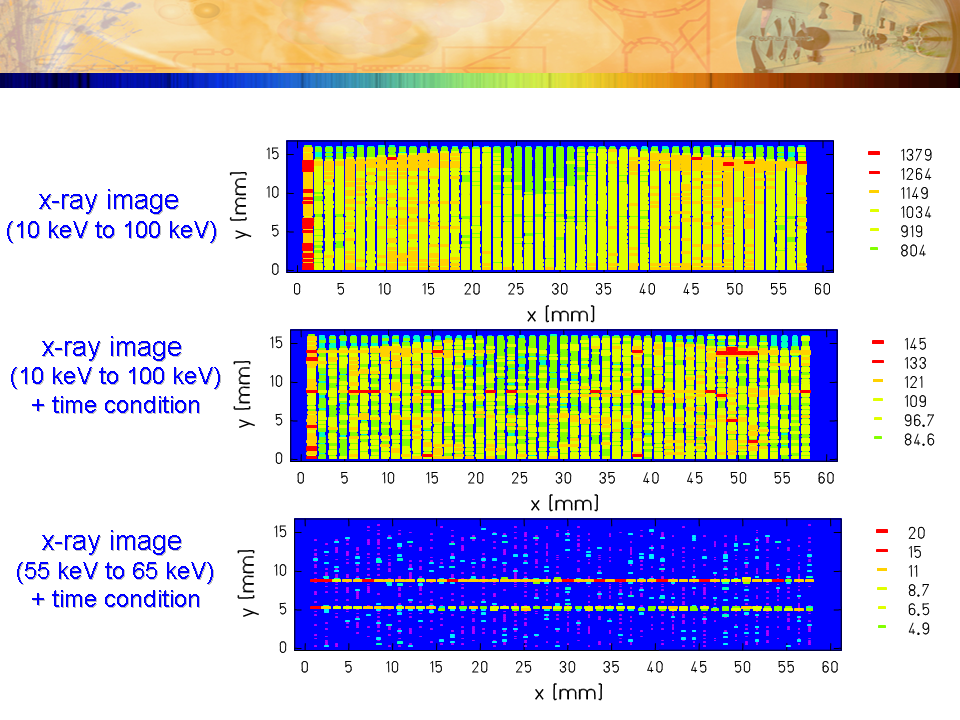 x-ray image
(10 keV to 100 keV)
y [mm]
15
10
5
0
0 5 10 15 20 25 30 35 40 45 50 55 60
x [mm]
1379
1264
1149
1034
919
804
x-ray image
(10 keV to 100 keV)
+ time condition
y [mm]
15
10
5
0
0 5 10 15 20 25 30 35 40 45 50 55 60
x [mm]
145
133
121
109
96.7
84.6
x-ray image
(55 keV to 65 keV)
+ time condition
y [mm]
15
10
5
0
0 5 10 15 20 25 30 35 40 45 50 55 60
x [mm]
20
15
11
8.7
6.5
4.9